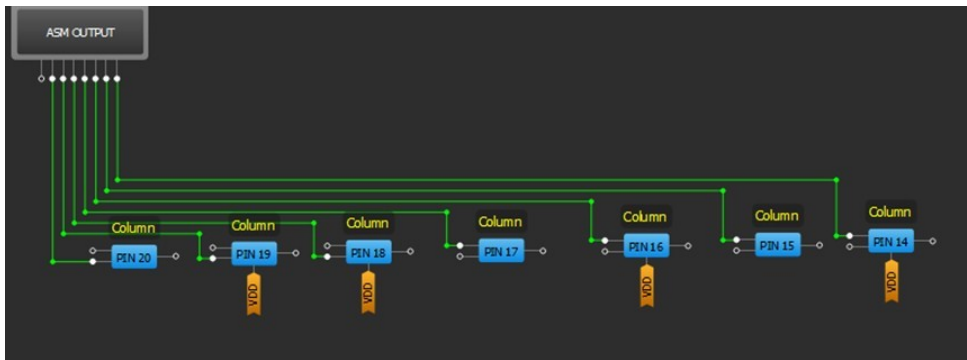 ASM OUTPUT
Column
PIN 20
Column
PIN 19
VDD
Column
PIN 18
VDD
Column
PIN 17
Column
PIN 16
VDD
Column
PIN 15
Column
PIN 14
VDD